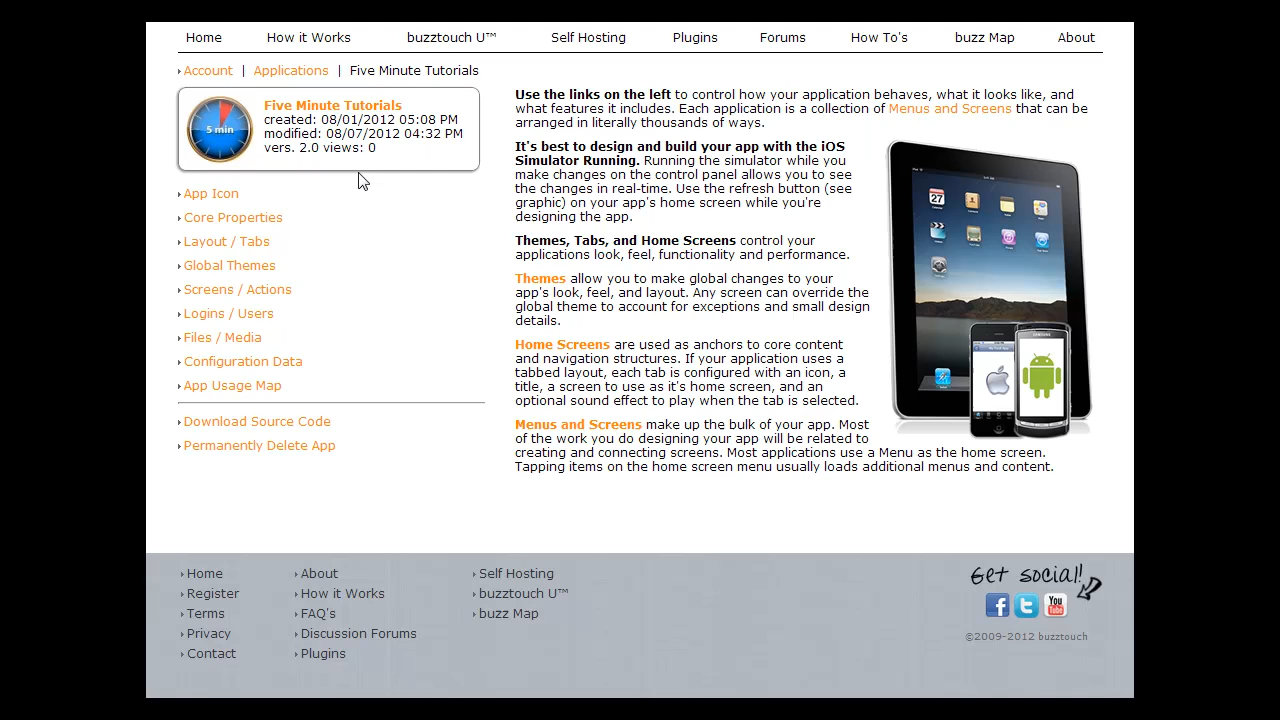 Home How it Works buzztouch U™ Self Hosting Plugins Forums How To's buzz Map About
Account | Applications | Five Minute Tutorials
5 min
Five Minute Tutorials
created: 08/01/2012 05:08 PM
modified: 08/07/2012 04:32 PM
vers. 2.0 views: 0
App Icon
Core Properties
Layout / Tabs
Global Themes
Screens / Actions
Logins / Users
Files / Media
Configuration Data
App Usage Map
Download Source Code
Permanently Delete App
Use the links on the left to control how your application behaves, what it looks like, and
what features it includes. Each application is a collection of Menus and Screens that can be
arranged in literally thousands of ways.
It's best to design and build your app with the iOS
Simulator Running. Running the simulator while you
make changes on the control panel allows you to see
the changes in real-time. Use the refresh button (see
graphic) on your app's home screen while you're
designing the app.
Themes, Tabs, and Home Screens control your
applications look, feel, functionality and performance.
Themes allow you to make global changes to your
app's look, feel, and layout. Any screen can override the
global theme to account for exceptions and small design
details.
Home Screens are used as anchors to core content
and navigation structures. If your application uses a
tabbed layout, each tab is configured with an icon, a
title, a screen to use as it's home screen, and an
optional sound effect to play when the tab is selected.
Menus and Screens make up the bulk of your app. Most
of the work you do designing your app will be related to
creating and connecting screens. Most applications use a Menu as the home screen.
Tapping items on the home screen menu usually loads additional menus and content.
27
SAMSUNG
Home
Register
Terms
Privacy
Contact
About
How it Works
FAQ's
Discussion Forums
Plugins
Self Hosting
buzztouch U™
buzz Map
Get social!
You
Tube
©2009-2012 buzztouch